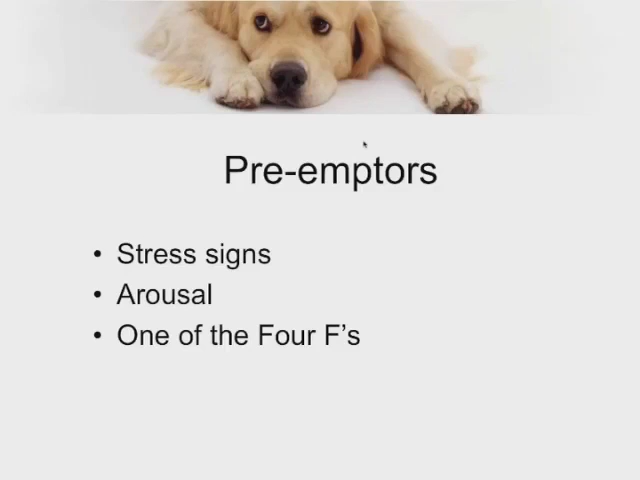 Pre-emptors
• Stress signs
• Arousal
• One of the Four F’s